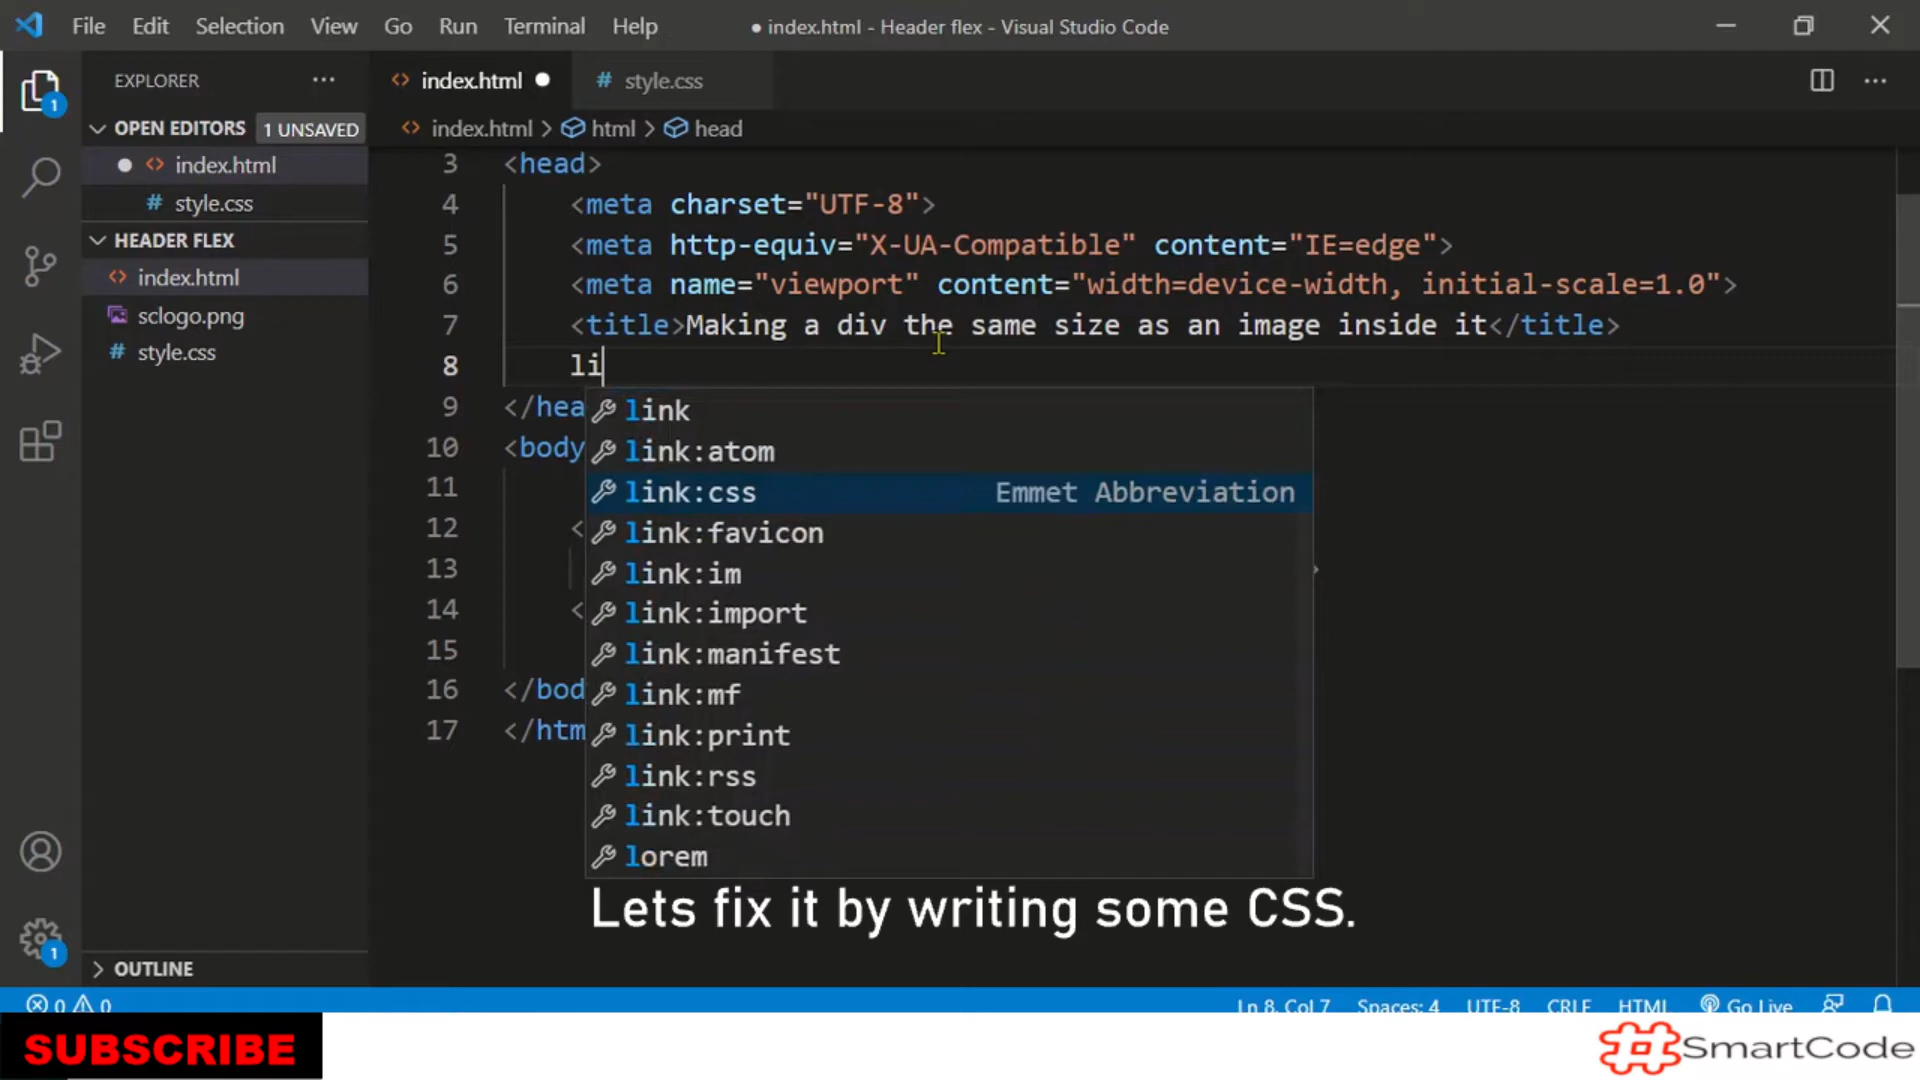 File Edit Selection View Go Run Terminal Help
● index.html - Header flex - Visual Studio Code
EXPLORER
OPEN EDITORS 1 UNSAVED
index.html
style.css
HEADER FLEX
index.html
sclogo.png
style.css
OUTLINE
index.html style.css
index.html > html > head
3 <head>
4 <meta charset="UTF-8">
5 <meta http-equiv="X-UA-Compatible" content="IE=edge">
6 <meta name="viewport" content="width=device-width, initial-scale=1.0">
7 <title>Making a div the same size as an image inside it</title>
8 li
9 </hea
10 <body
11
12 <
13
14 <
15
16 </bod
17 </htm
link
link:atom
link:css Emmet Abbreviation
link:favicon
link:im
link:import
link:manifest
link:mf
link:print
link:rss
link:touch
lorem
Lets fix it by writing some CSS.
1
1
0 0 Ln 8, Col 7 Spaces: 4 UTF-8 CRLF HTML Go Live
SUBSCRIBE
#SmartCode